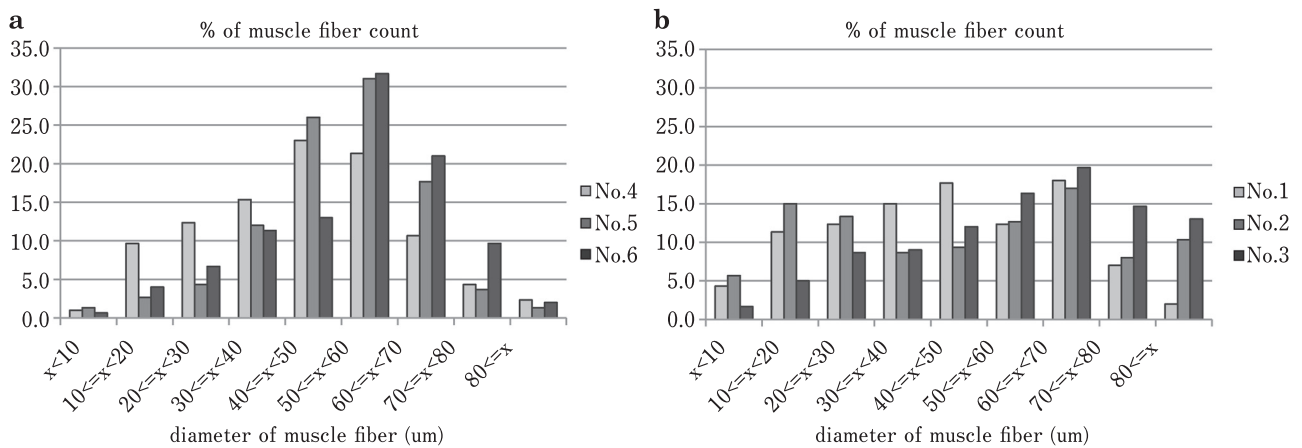 a
% of muscle fiber count
35.0
30.0
25.0
20.0
15.0
10.0
5.0
0.0
x<10
10<=x<20
20<=x<30
30<=x<40
40<=x<50
50<=x<60
60<=x<70
70<=x<80
80<=x
diameter of muscle fiber (um)
No.4
No.5
No.6
b
% of muscle fiber count
35.0
30.0
25.0
20.0
15.0
10.0
5.0
0.0
x<10
10<=x<20
20<=x<30
30<=x<40
40<=x<50
50<=x<60
60<=x<70
70<=x<80
80<=x
diameter of muscle fiber (um)
No.1
No.2
No.3